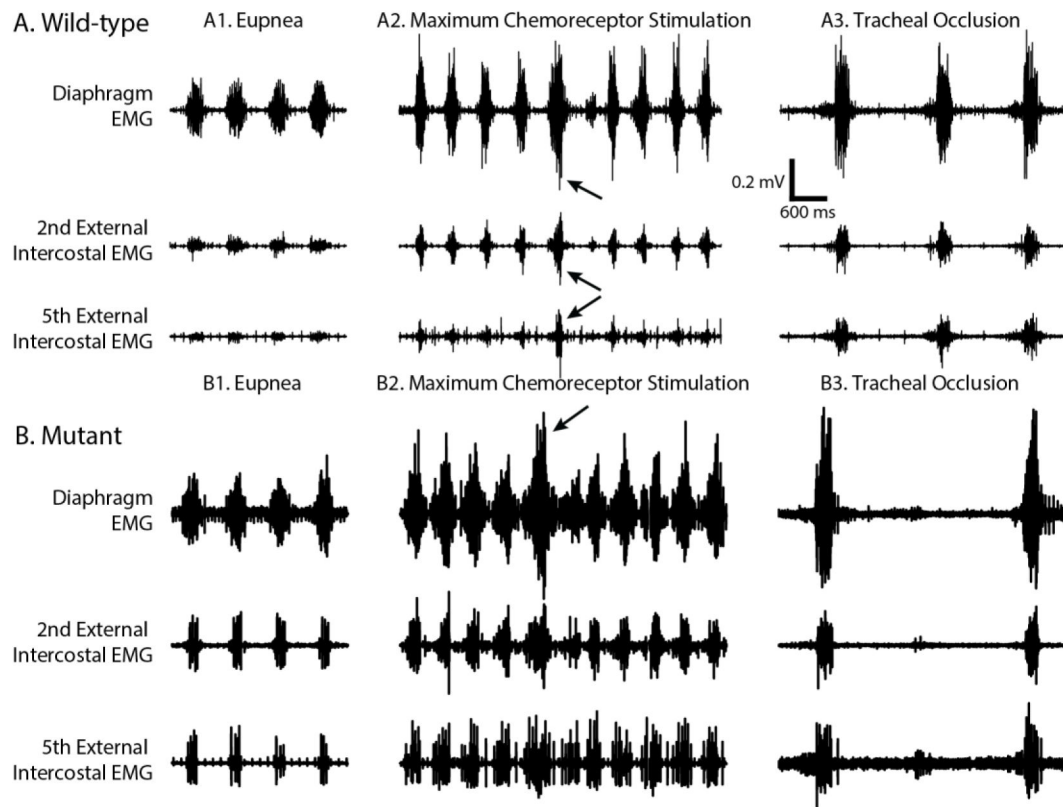 A. Wild-type
A1. Eupnea
A2. Maximum Chemoreceptor Stimulation
A3. Tracheal Occlusion
Diaphragm
EMG
0.2 mV
600 ms
2nd External
Intercostal EMG
5th External
Intercostal EMG
B1. Eupnea
B2. Maximum Chemoreceptor Stimulation
B3. Tracheal Occlusion
B. Mutant
Diaphragm
EMG
2nd External
Intercostal EMG
5th External
Intercostal EMG